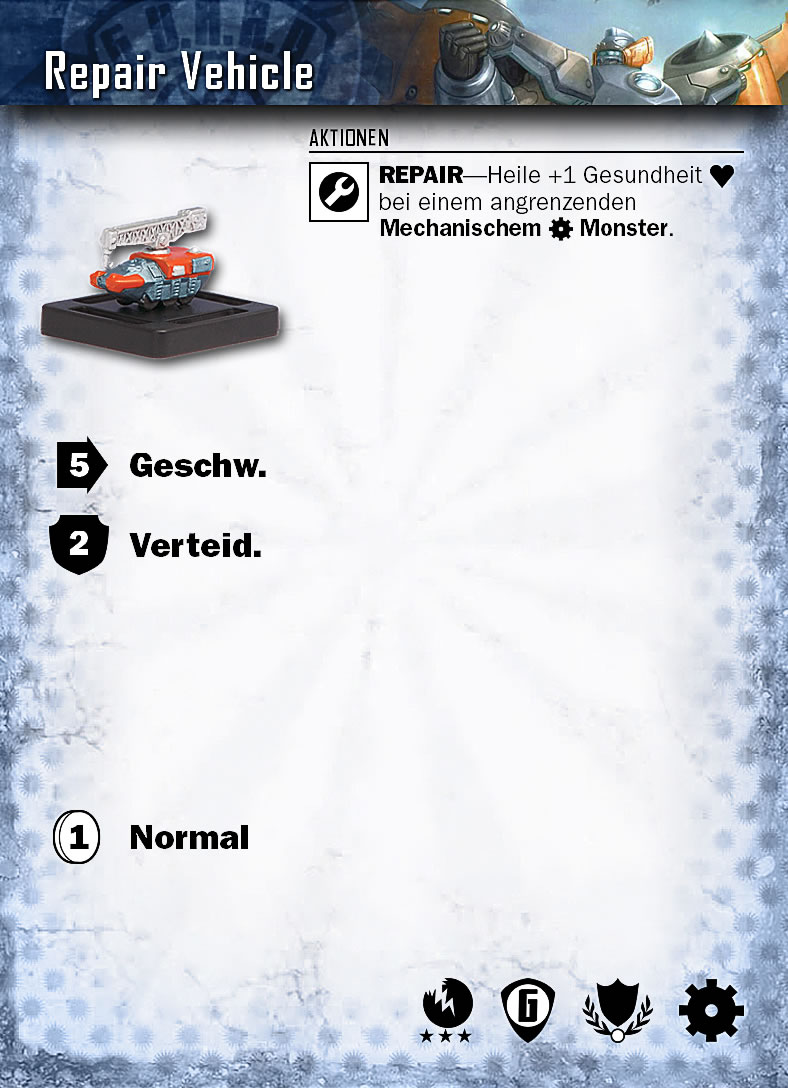 Repair Vehicle
AKTIONEN
REPAIR—Heile +1 Gesundheit
bei einem angrenzenden
Mechanischem Monster.
5 Geschw.
2 Verteid.
1 Normal
G